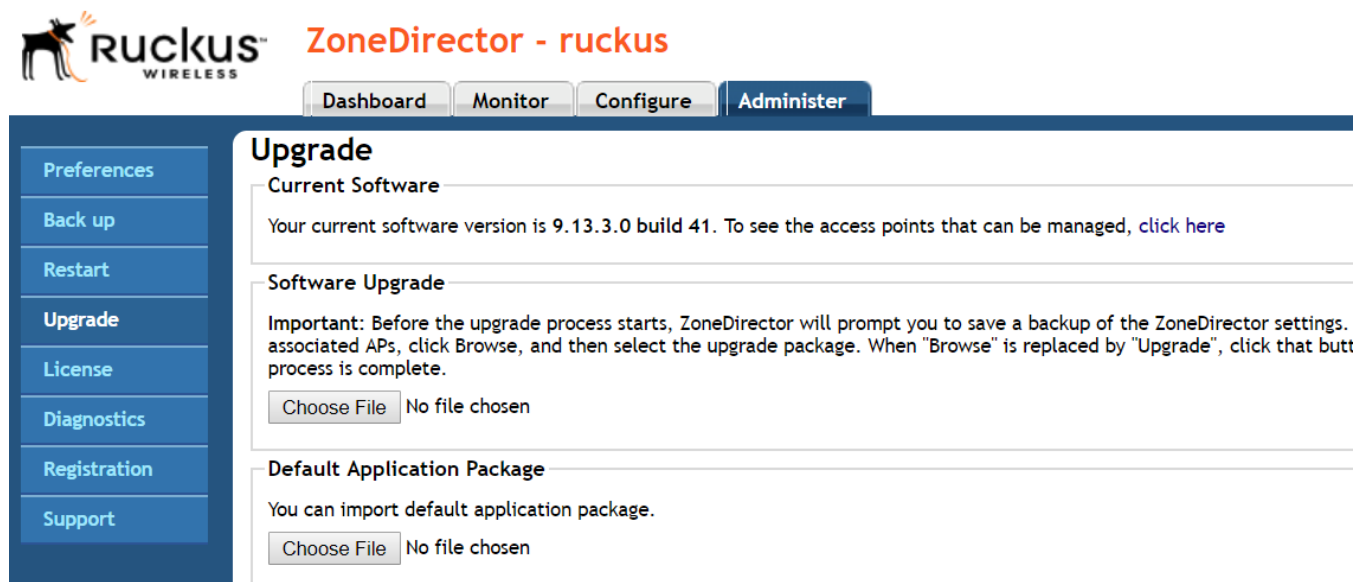 RUCKUS™
WIRELESS
ZoneDirector - ruckus
Dashboard Monitor Configure Administer
Preferences
Back up
Restart
Upgrade
License
Diagnostics
Registration
Support
Upgrade
Current Software
Your current software version is 9.13.3.0 build 41. To see the access points that can be managed, click here
Software Upgrade
Important: Before the upgrade process starts, ZoneDirector will prompt you to save a backup of the ZoneDirector settings.
associated APs, click Browse, and then select the upgrade package. When "Browse" is replaced by "Upgrade", click that butt
process is complete.
Choose File No file chosen
Default Application Package
You can import default application package.
Choose File No file chosen